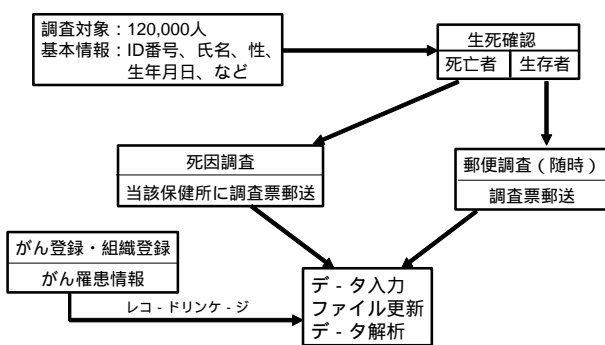 調査対象：120,000人
基本情報：ID番号、氏名、性、
生年月日、など
生死確認
死亡者 生存者
死因調査
当該保健所に調査票郵送
郵便調査（随時）
調査票郵送
がん登録・組織登録
がん罹患情報
レコ-ドリンケ-ジ
デ-タ入力
ファイル更新
デ-タ解析